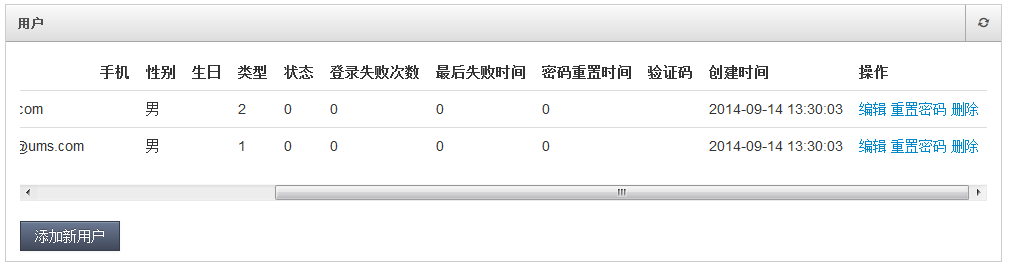 用户
手机 性别 生日 类型 状态 登录失败次数 最后失败时间 密码重置时间 验证码 创建时间 操作
com 男 2 0 0 0 0 2014-09-14 13:30:03 编辑 重置密码 删除
@ums.com 男 1 0 0 0 0 2014-09-14 13:30:03 编辑 重置密码 删除
添加新用户